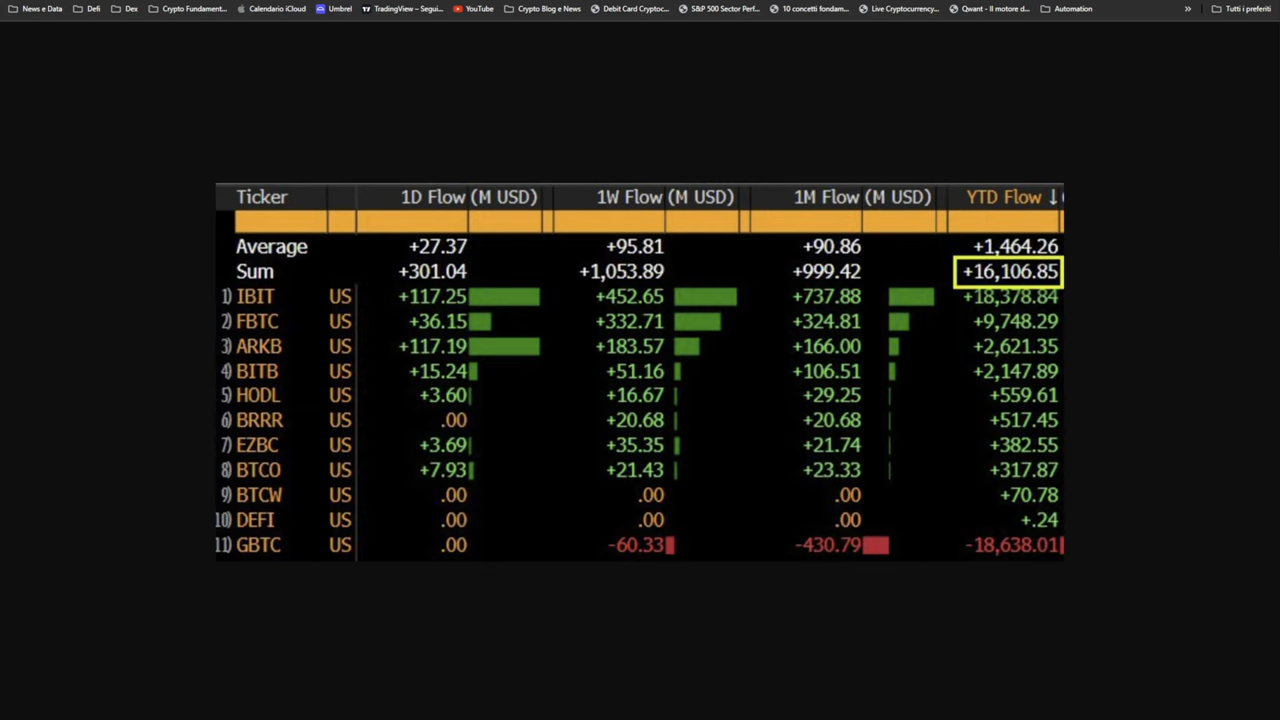 News e Data Defi Dex Crypto Fundament... Calendario iCloud Umbrel TradingView – Segui... YouTube Crypto Blog e News Debit Card Cryptoc... S&P 500 Sector Perf... 10 concetti fondam... Live Cryptocurrency... Qwant - Il motore d... Automation » Tutti i preferiti
Ticker 1D Flow (M USD) 1W Flow (M USD) 1M Flow (M USD) YTD Flow ↓
Average +27.37 +95.81 +90.86 +1,464.26
Sum +301.04 +1,053.89 +999.42 +16,106.85
1) IBIT US +117.25 +452.65 +737.88 +18,378.84
2) FBTC US +36.15 +332.71 +324.81 +9,748.29
3) ARKB US +117.19 +183.57 +166.00 +2,621.35
4) BITB US +15.24 +51.16 +106.51 +2,147.89
5) HODL US +3.60 +16.67 +29.25 +559.61
6) BRRR US .00 +20.68 +20.68 +517.45
7) EZBC US +3.69 +35.35 +21.74 +382.55
8) BTCO US +7.93 +21.43 +23.33 +317.87
9) BTCW US .00 .00 .00 +70.78
10) DEFI US .00 .00 .00 +.24
11) GBTC US .00 -60.33 -430.79 -18,638.01